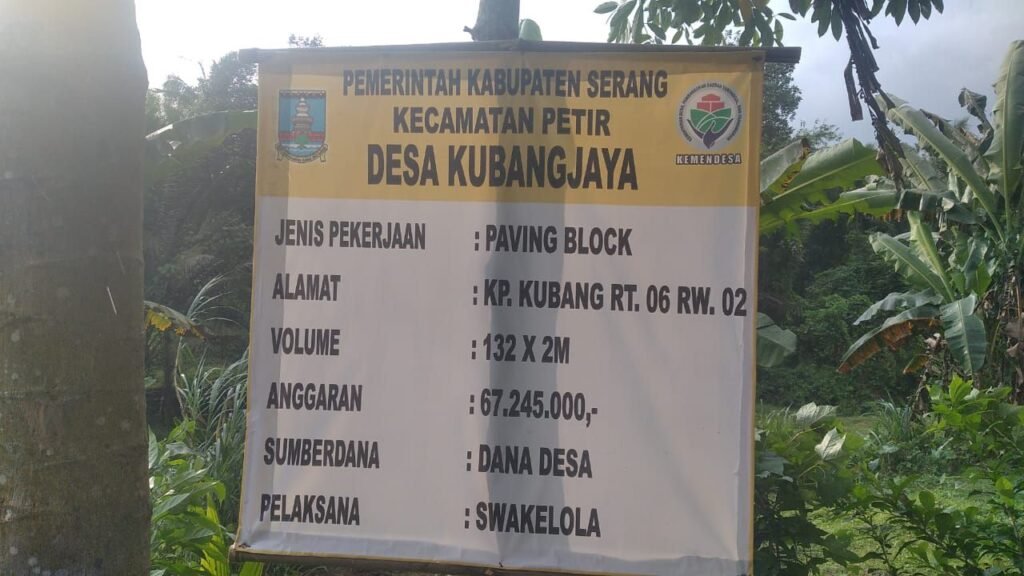 PEMERINTAH KABUPATEN SERANG
KECAMATAN PETIR
DESA KUBANGJAYA
KEMENDESA
JENIS PEKERJAAN : PAVING BLOCK
ALAMAT : KP. KUBANG RT. 06 RW. 02
VOLUME : 132 X 2M
ANGGARAN : 67.245.000,-
SUMBERDANA : DANA DESA
PELAKSANA : SWAKELOLA